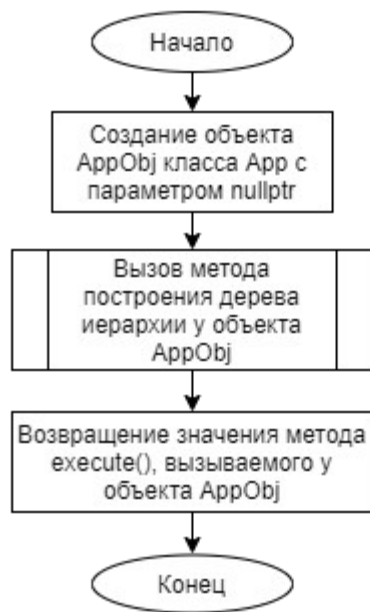 Начало
Создание объекта
AppObj класса App с
параметром nullptr
Вызов метода
построения дерева
иерархии у объекта
AppObj
Возвращение значения метода
execute(), вызываемого у
объекта AppObj
Конец